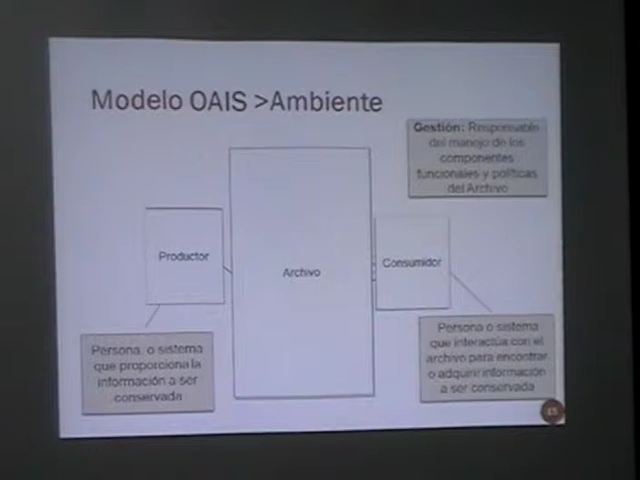 Modelo OAIS >Ambiente
Gestión: Responsable
del manejo de los
componentes
funcionales y políticas
del Archivo
Productor
Archivo
Consumidor
Persona o sistema
que proporciona la
información a ser
conservada
Persona o sistema
que interactúa con el
archivo para encontrar
o adquirir información
a ser conservada